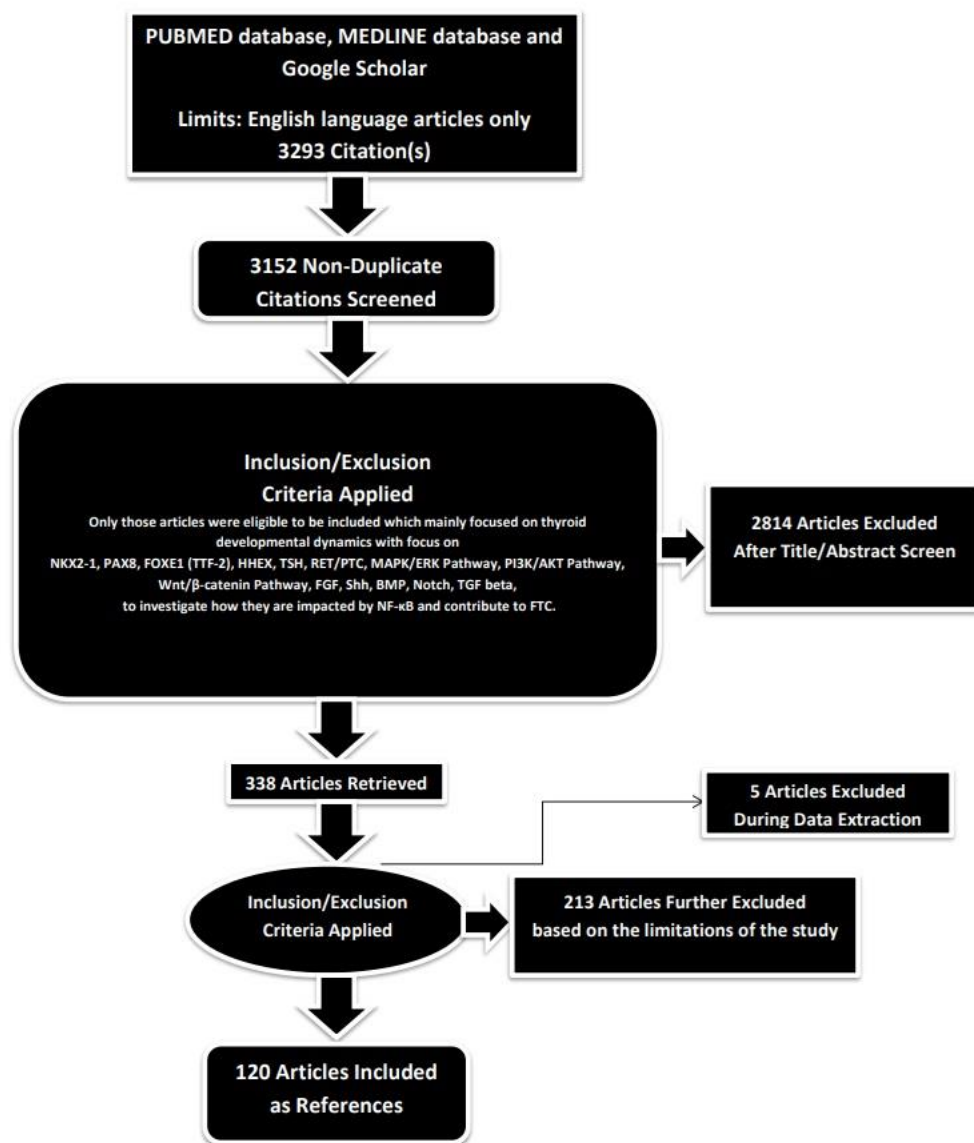 PUBMED database, MEDLINE database and
Google Scholar
Limits: English language articles only
3293 Citation(s)
3152 Non-Duplicate
Citations Screened
Inclusion/Exclusion
Criteria Applied
Only those articles were eligible to be included which mainly focused on thyroid
developmental dynamics with focus on
NKX2-1, PAX8, FOXE1 (TTF-2), HHEX, TSH, RET/PTC, MAPK/ERK Pathway, PI3K/AKT Pathway,
Wnt/β-catenin Pathway, FGF, Shh, BMP, Notch, TGF beta,
to investigate how they are impacted by NF-κB and contribute to FTC.
2814 Articles Excluded
After Title/Abstract Screen
338 Articles Retrieved
5 Articles Excluded
During Data Extraction
Inclusion/Exclusion
Criteria Applied
213 Articles Further Excluded
based on the limitations of the study
120 Articles Included
as References